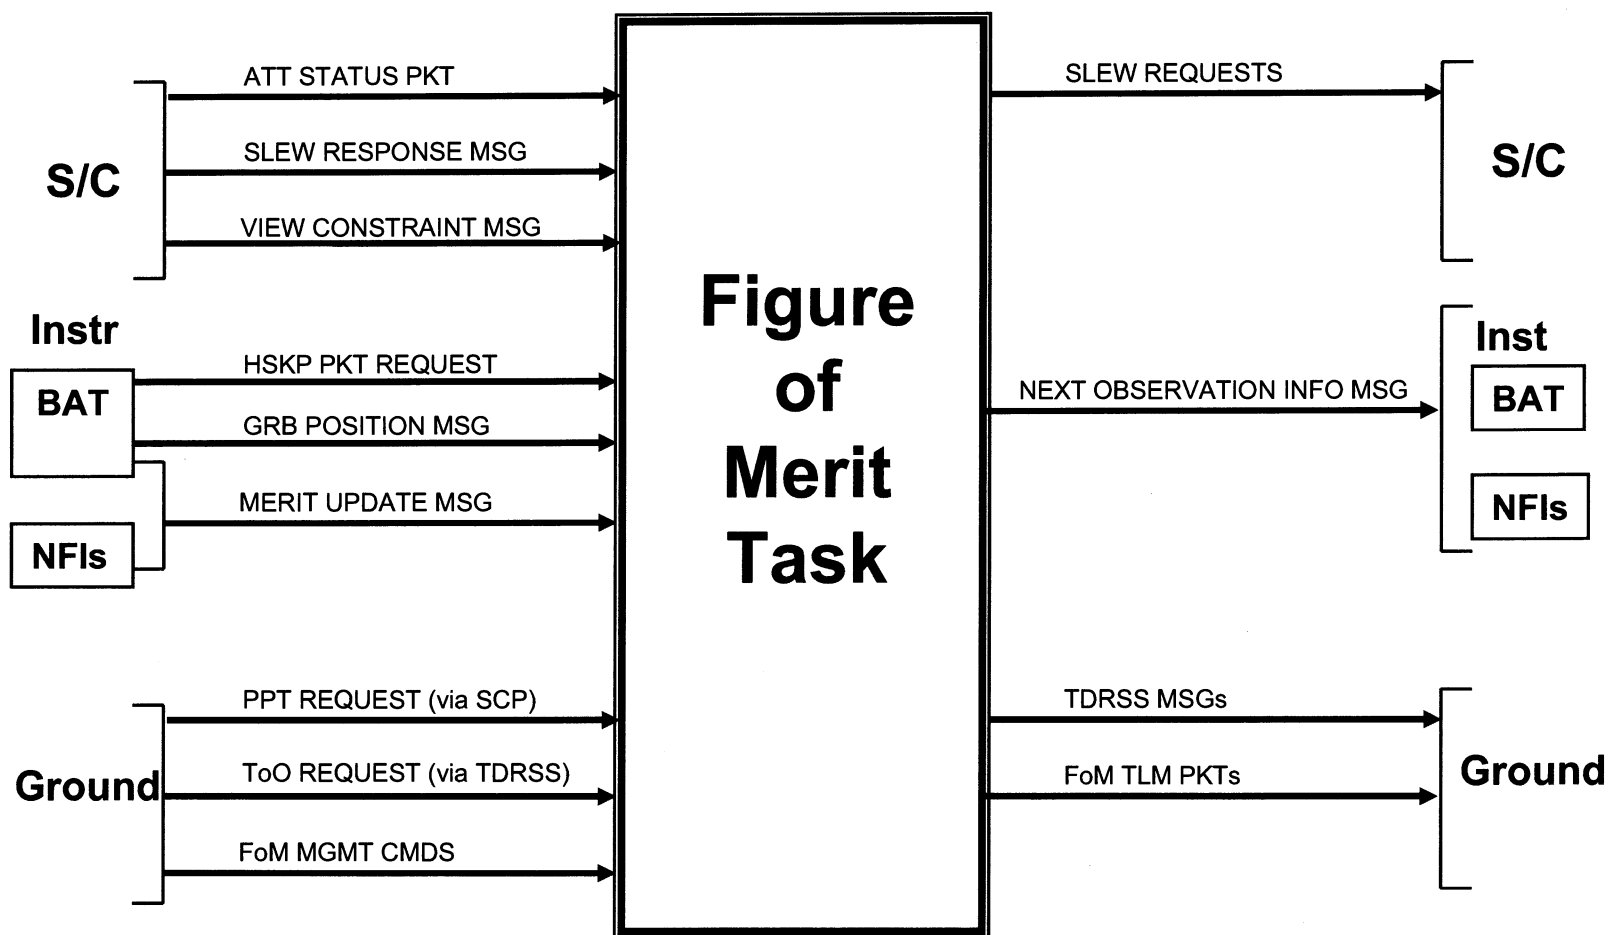 ATT STATUS PKT
SLEW RESPONSE MSG
S/C
VIEW CONSTRAINT MSG
Instr
HSKP PKT REQUEST
BAT
GRB POSITION MSG
MERIT UPDATE MSG
NFIs
PPT REQUEST (via SCP)
ToO REQUEST (via TDRSS)
Ground
FoM MGMT CMDS
Figure
of
Merit
Task
SLEW REQUESTS
S/C
Inst
NEXT OBSERVATION INFO MSG
BAT
NFIs
TDRSS MSGs
FoM TLM PKTs
Ground